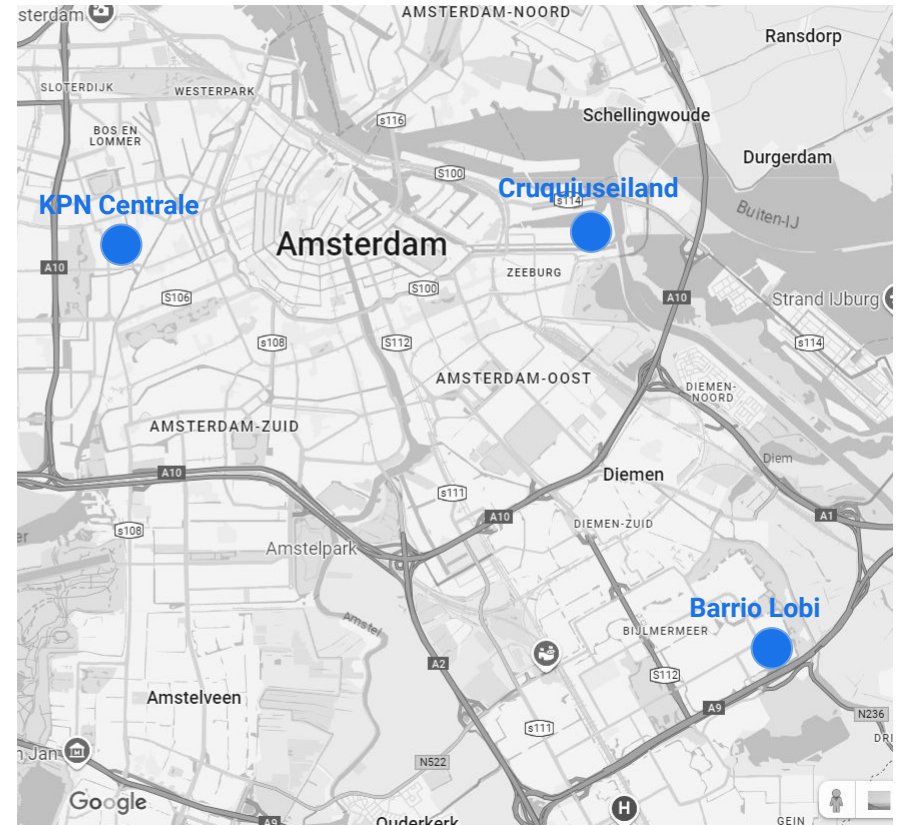 sterdam
AMSTERDAM-NOORD
Ransdorp
SLOTERDIJK
WESTERPARK
s116
Schellingwoude
BOS EN
LOMMER
Durgerdam
S100
Cruquiuseiland
s114
KPN Centrale
Buiten-IJ
Amsterdam
A10
ZEEBURG
S100
S106
A10
Strand IJburg
s108
S112
s114
AMSTERDAM-OOST
DIEMEN-
NOORD
AMSTERDAM-ZUID
Diem
A10
Diemen
s111
A10
A1
s108
DIEMEN-ZUID
er
Amstelpark
Barrio Lobi
Amstel
BIJLMERMEER
A2
S112
Amstelveen
A9
N236
s111
DRI
n Jan
N522
Google
H
A9
Ouderkerk
GEIN